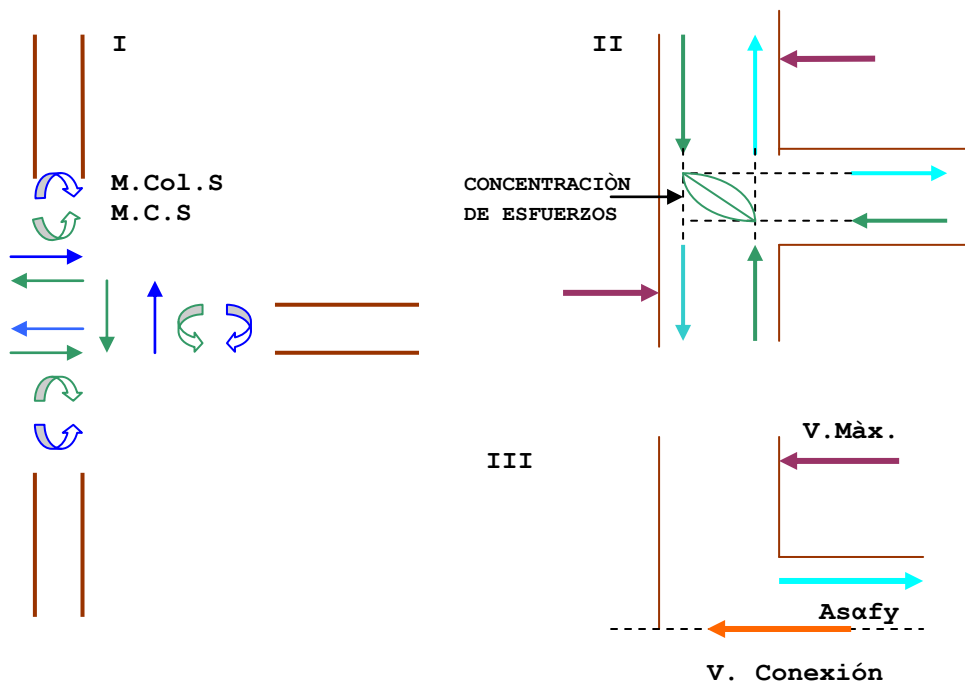 I
M.Col.S
M.C.S
II
CONCENTRACIÒN
DE ESFUERZOS
III
V.Màx.
Asαfy
V. Conexión